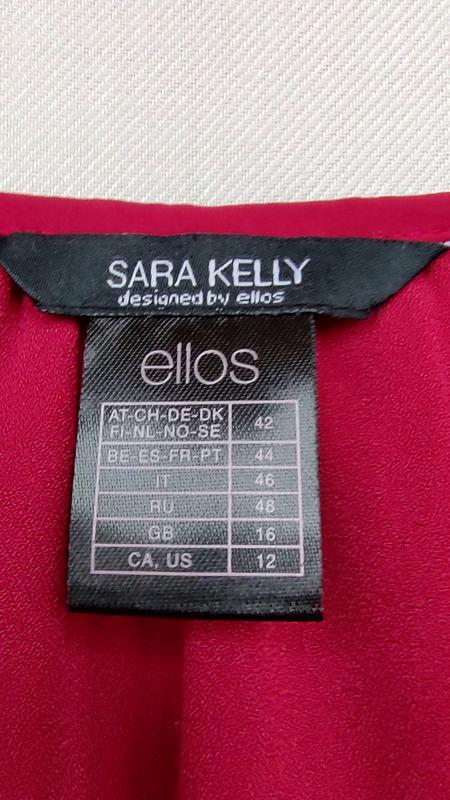 SARA KELLY
designed by ellos
ellos
AT-CH-DE-DK
FI-NL-NO-SE 42
BE-ES-FR-PT 44
IT 46
RU 48
GB 16
CA, US 12